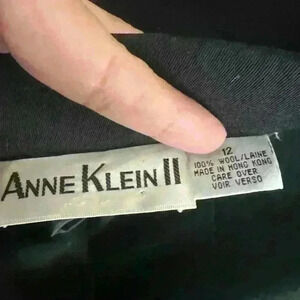 ANNE KLEIN II
12
100% WOOL/LAINE
MADE IN HONG KONG
CARE OVER
VOIR VERSO